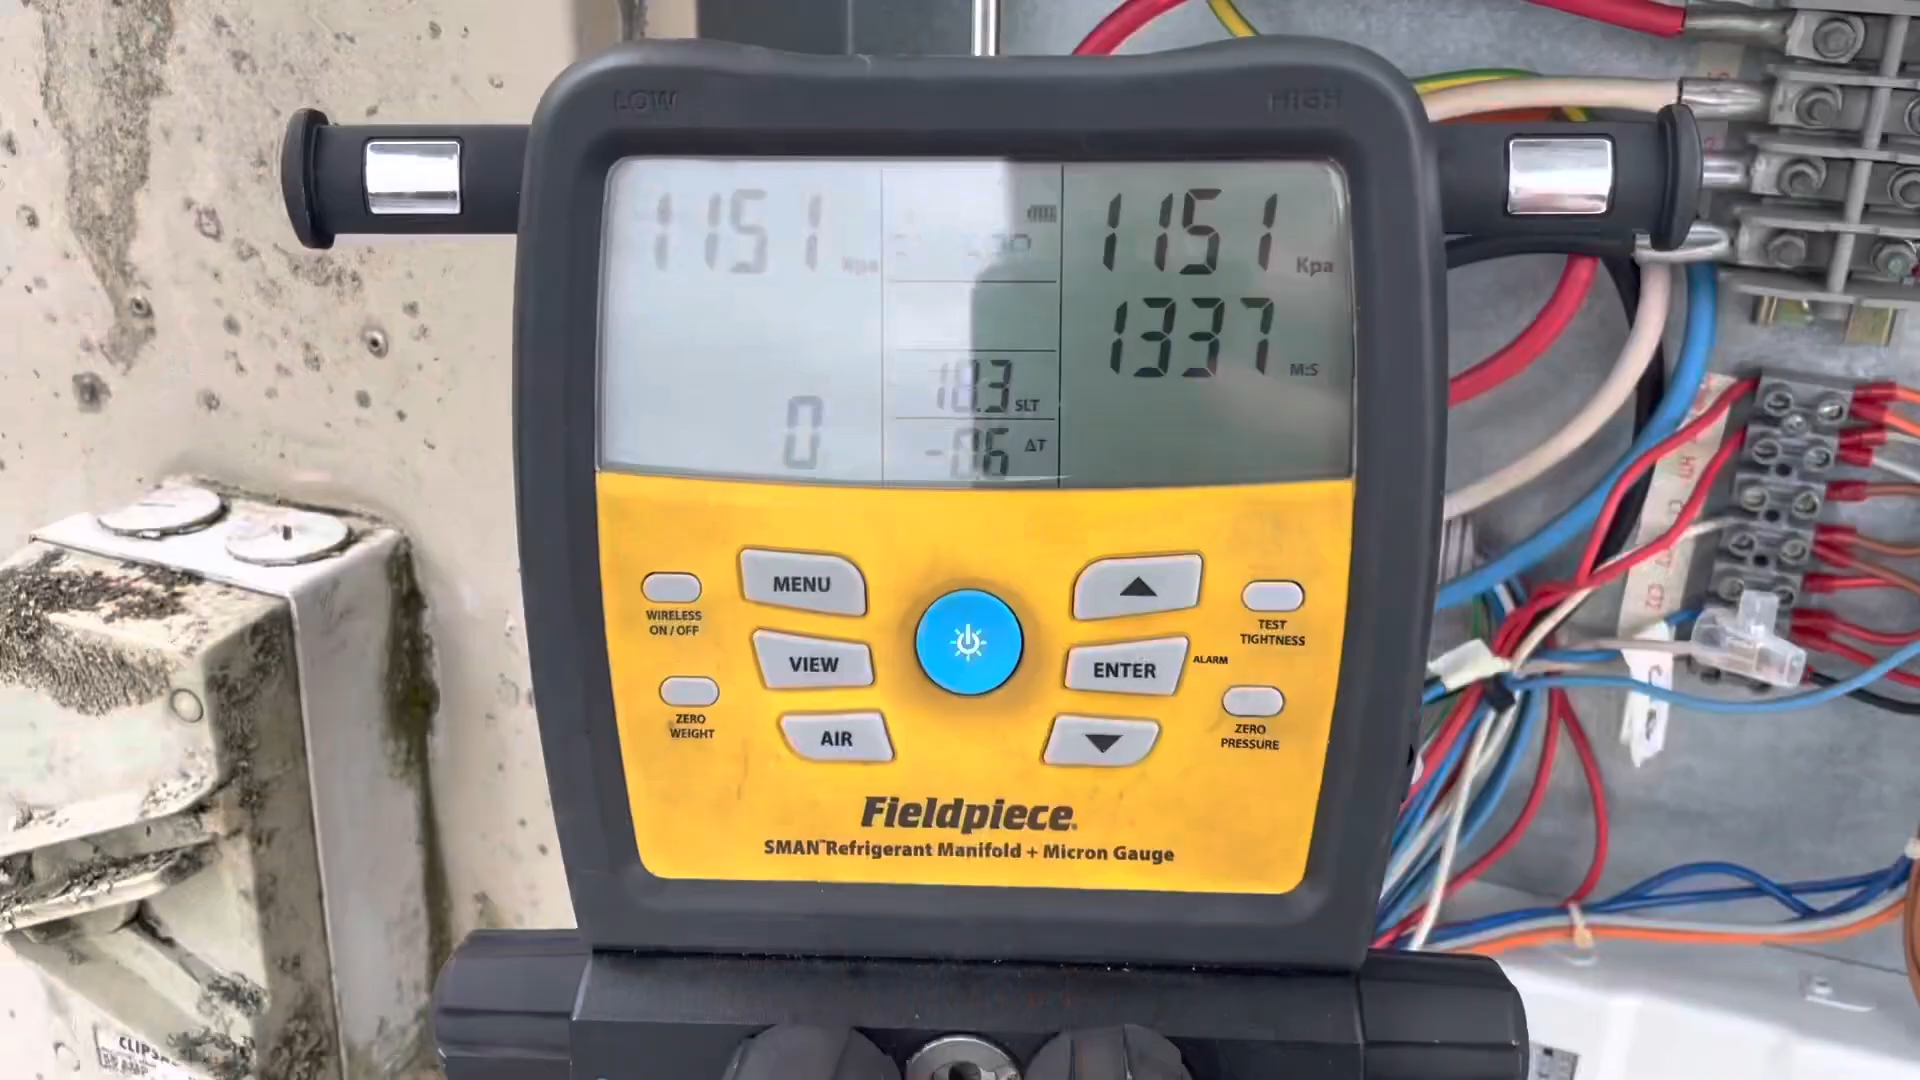 LOW
HIGH
1151 Kpa
1151 Kpa
1337 M:S
18.3 SLT
0
-0.6 ΔT
MENU
WIRELESS
ON / OFF
VIEW
ZERO
WEIGHT
AIR
TEST
TIGHTNESS
ENTER
ALARM
ZERO
PRESSURE
Fieldpiece.
SMAN™ Refrigerant Manifold + Micron Gauge